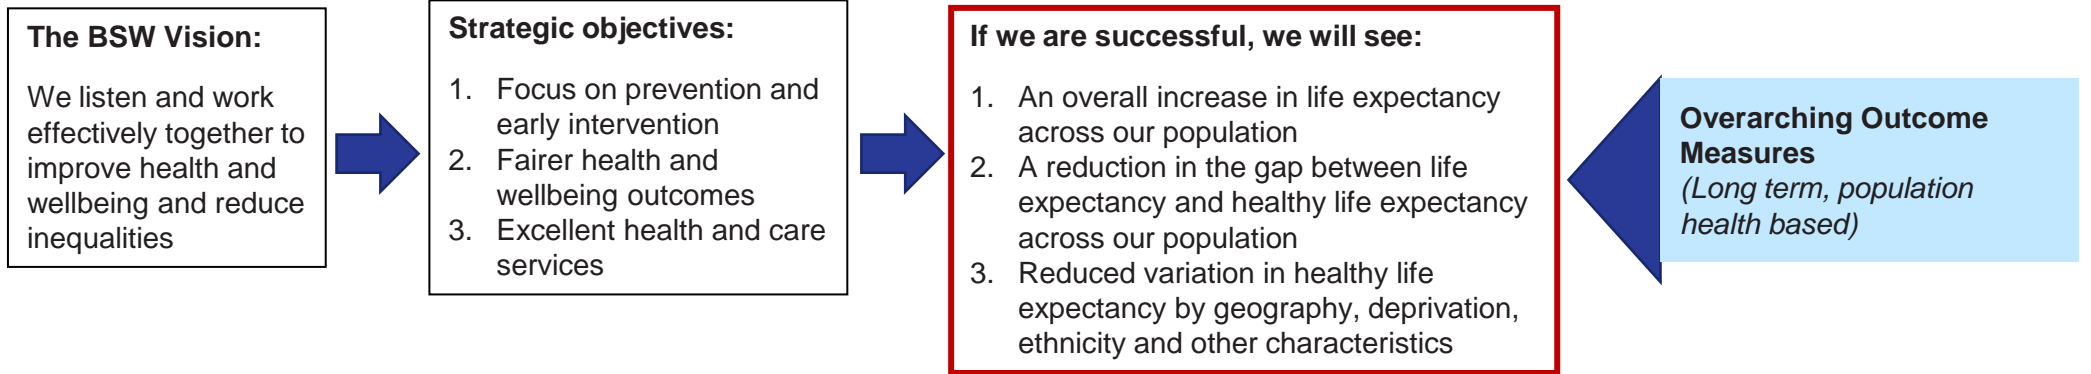 The BSW Vision:
We listen and work
effectively together to
improve health and
wellbeing and reduce
inequalities
Strategic objectives:
1. Focus on prevention and
early intervention
2. Fairer health and
wellbeing outcomes
3. Excellent health and care
services
If we are successful, we will see:
1. An overall increase in life expectancy
across our population
2. A reduction in the gap between life
expectancy and healthy life expectancy
across our population
3. Reduced variation in healthy life
expectancy by geography, deprivation,
ethnicity and other characteristics
Overarching Outcome
Measures
(Long term, population
health based)